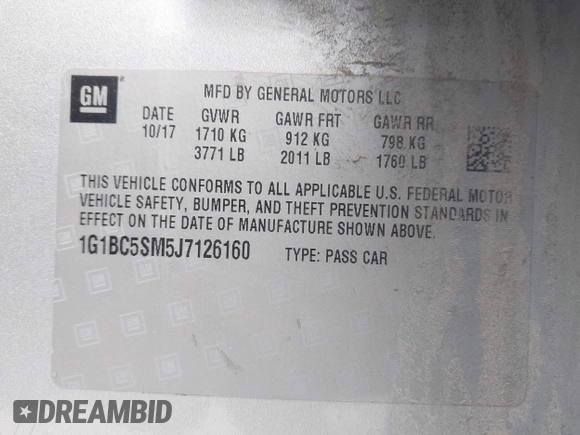 GM
MFD BY GENERAL MOTORS LLC
DATE GVWR GAWR FRT GAWR RR
10/17 1710 KG 912 KG 798 KG
3771 LB 2011 LB 1760 LB
THIS VEHICLE CONFORMS TO ALL APPLICABLE U.S. FEDERAL MOTOR
VEHICLE SAFETY, BUMPER, AND THEFT PREVENTION STANDARDS IN
EFFECT ON THE DATE OF MANUFACTURE SHOWN ABOVE.
1G1BC5SM5J7126160 TYPE: PASS CAR
DREAMBID